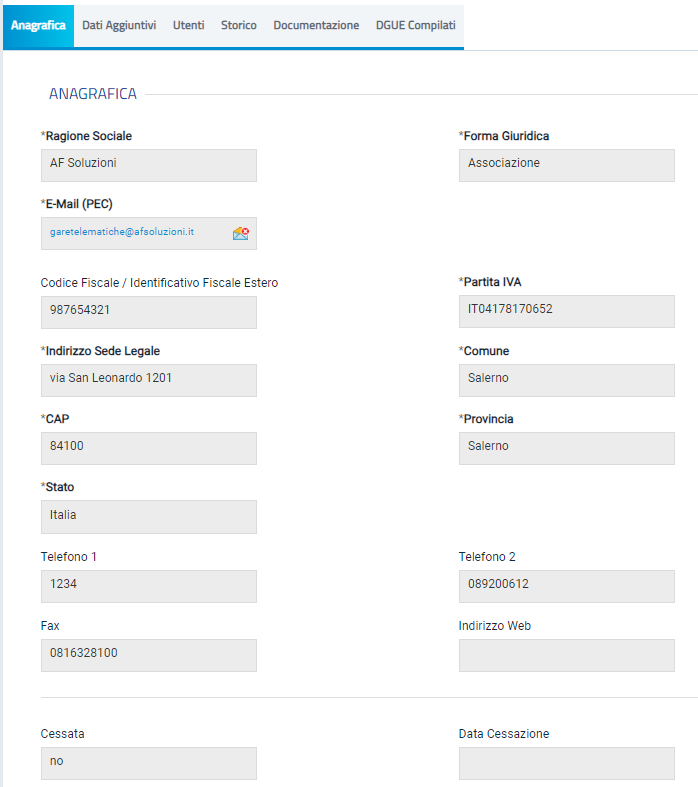 Anagrafica Dati Aggiuntivi Utenti Storico Documentazione DGUE Compilati
ANAGRAFICA
*Ragione Sociale *Forma Giuridica
AF Soluzioni Associazione
*E-Mail (PEC)
garetelematiche@afsoluzioni.it
Codice Fiscale / Identificativo Fiscale Estero *Partita IVA
987654321 IT04178170652
*Indirizzo Sede Legale *Comune
via San Leonardo 1201 Salerno
*CAP *Provincia
84100 Salerno
*Stato
Italia
Telefono 1 Telefono 2
1234 089200612
Fax Indirizzo Web
0816328100
Cessata Data Cessazione
no